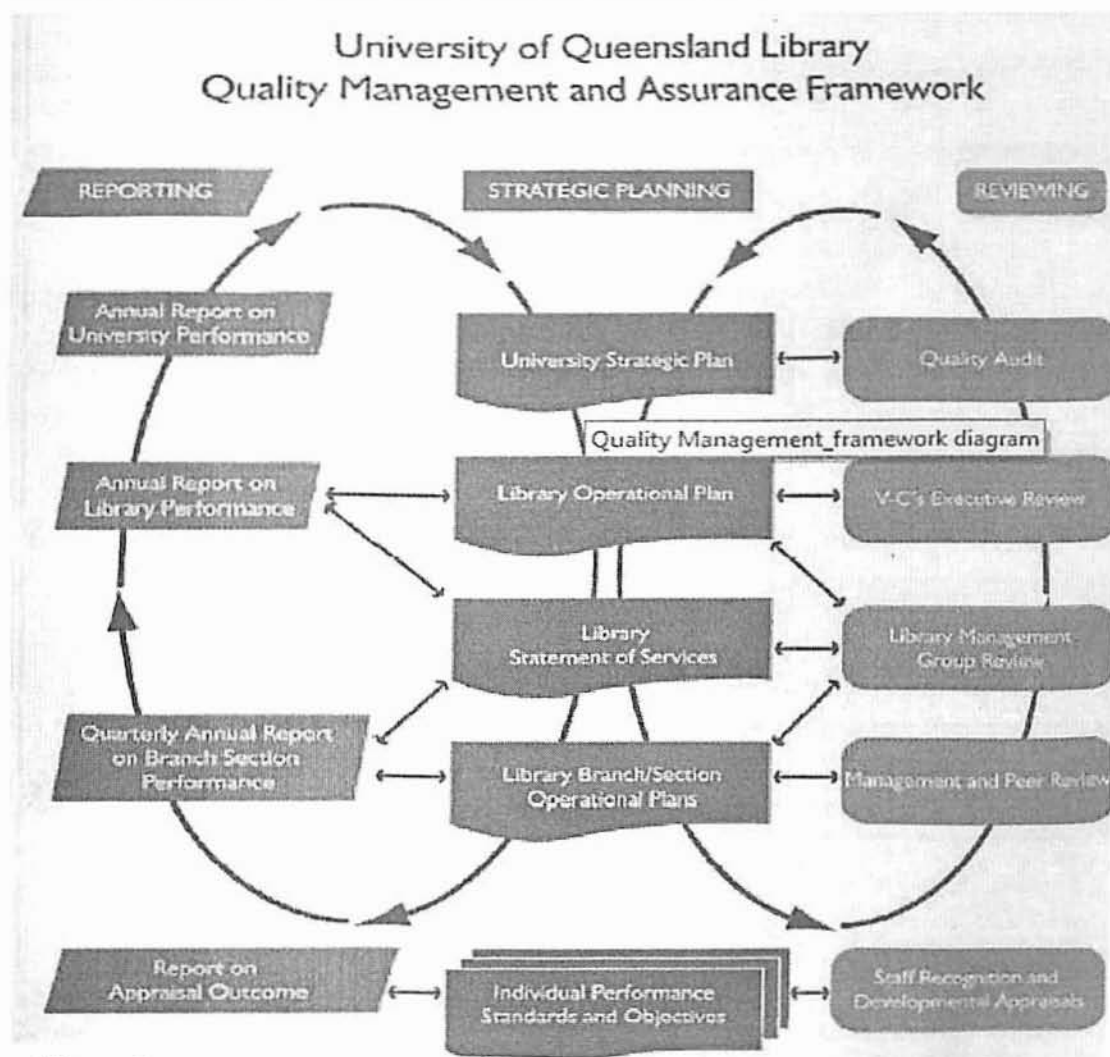 University of Queensland Library
Quality Management and Assurance Framework
REPORTING
STRATEGIC PLANNING
REVIEWING
Annual Report on
University Performance
University Strategic Plan
Quality Audit
Quality Management_framework diagram
Annual Report on
Library Performance
Library Operational Plan
V-C's Executive Review
Library
Statement of Services
Library Management
Group Review
Quarterly Annual Report
on Branch Section
Performance
Library Branch/Section
Operational Plans
Management and Peer Review
Report on
Appraisal Outcome
Individual Performance
Standards and Objectives
Staff Recognition and
Developmental Appraisals